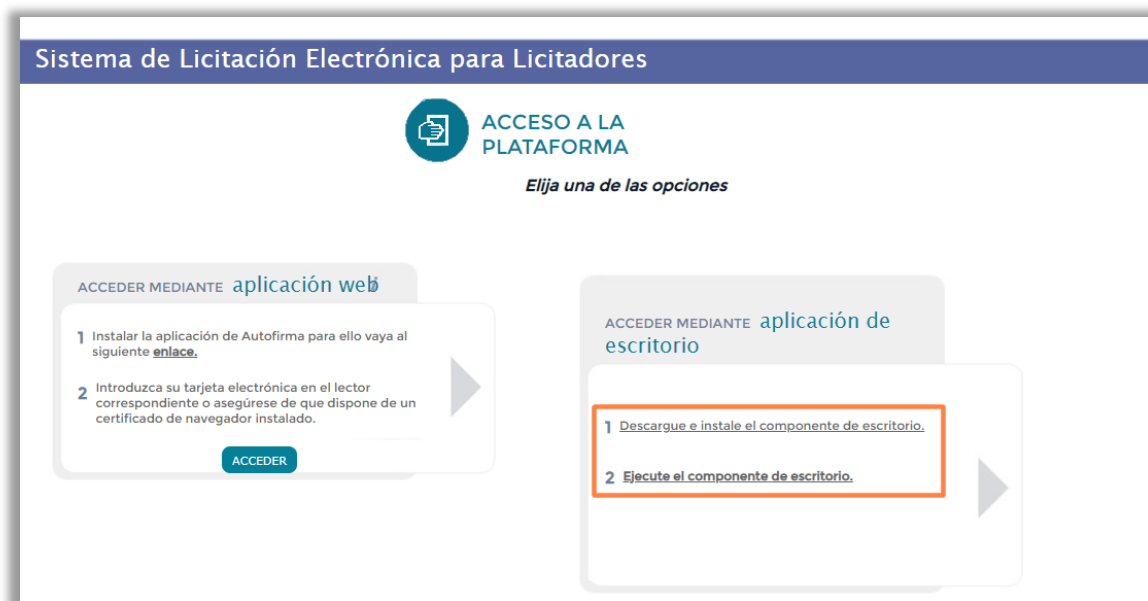 Sistema de Licitación Electrónica para Licitadores
ACCESO A LA
PLATAFORMA
Elija una de las opciones
ACCEDER MEDIANTE aplicación web
1 Instalar la aplicación de Autofirma para ello vaya al
siguiente enlace.
2 Introduzca su tarjeta electrónica en el lector
correspondiente o asegúrese de que dispone de un
certificado de navegador instalado.
ACCEDER
ACCEDER MEDIANTE aplicación de
escritorio
1 Descargue e instale el componente de escritorio.
2 Ejecute el componente de escritorio.